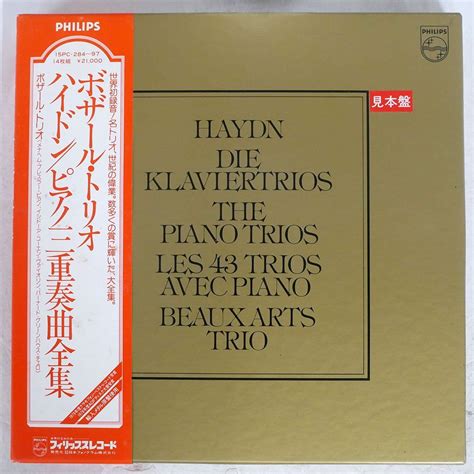 PHILIPS
15PC-284~97
14枚組 ¥21,000
世界初録音!名トリオ、世紀の偉業。数多くの賞に輝いた、大全集。
ボザール・トリオ
ハイドン/ピアノ三重奏曲全集
フィリップスレコード
PHILIPS
見本盤
HAYDN
DIE
KLAVIERTRIOS
THE
PIANO TRIOS
LES 43 TRIOS
AVEC PIANO
BEAUX ARTS
TRIO